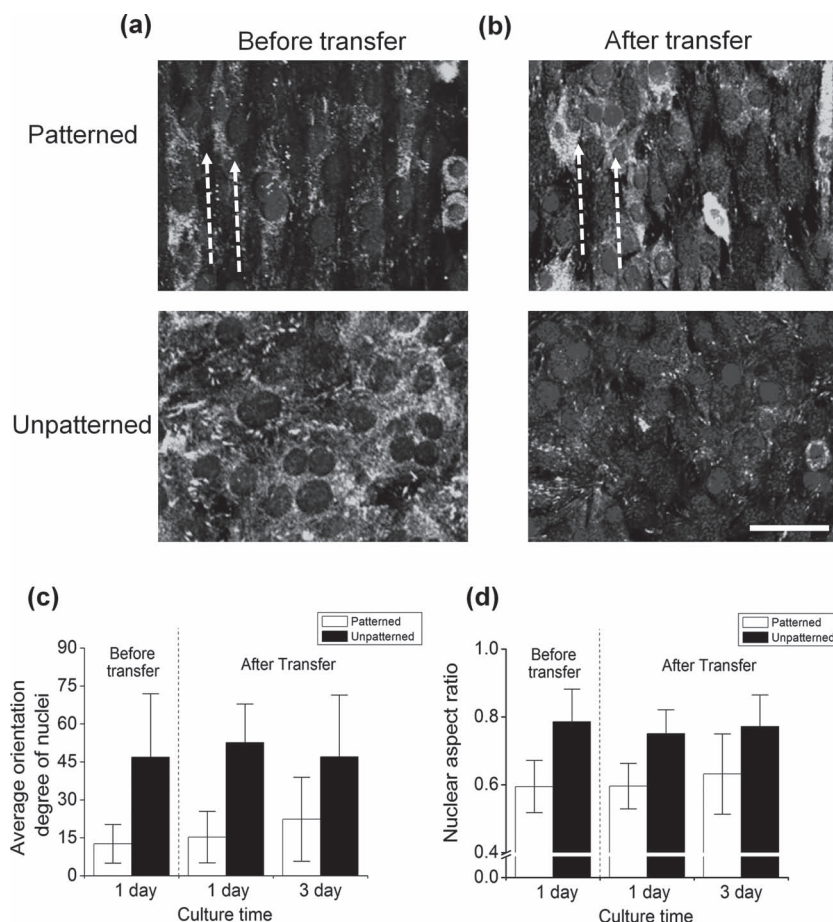 (a)
(b)
Before transfer
After transfer
Patterned
Unpatterned
(c)
Patterned
Unpatterned
Before
transfer
After Transfer
Average orientation
degree of nuclei
90
75
60
45
30
15
0
1 day
1 day
3 day
Culture time
(d)
Patterned
Unpatterned
Before
transfer
After Transfer
Nuclear aspect ratio
1.0
0.8
0.6
0.4
0.0
1 day
1 day
3 day
Culture time